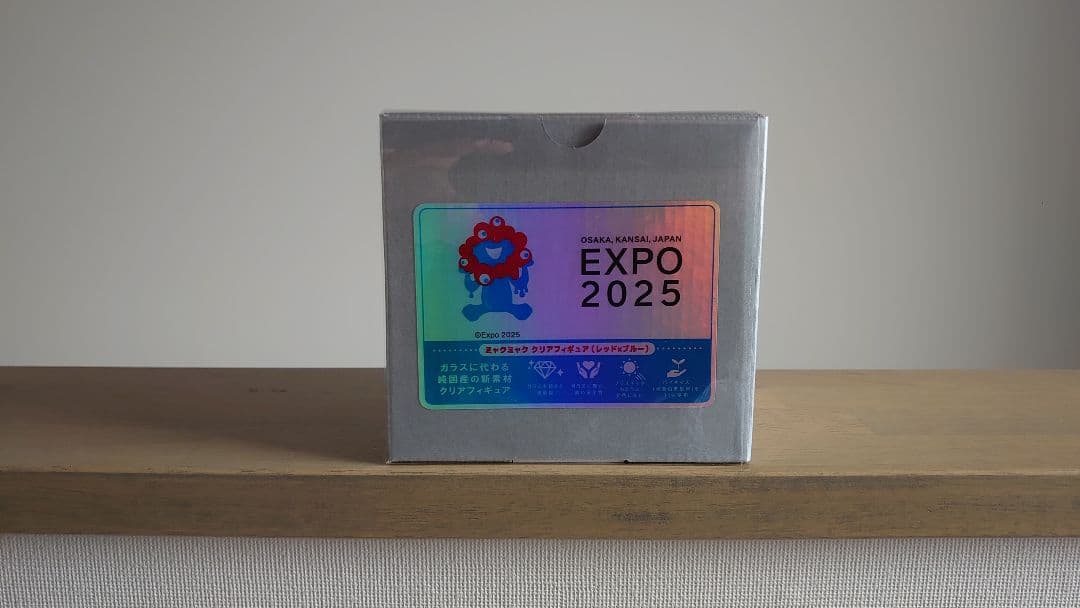 OSAKA, KANSAI, JAPAN
EXPO
2025
©Expo 2025
ミャクミャク クリアフィギュア(レッド×ブルー)
ガラスに代わる
純国産の新素材
クリアフィギュア